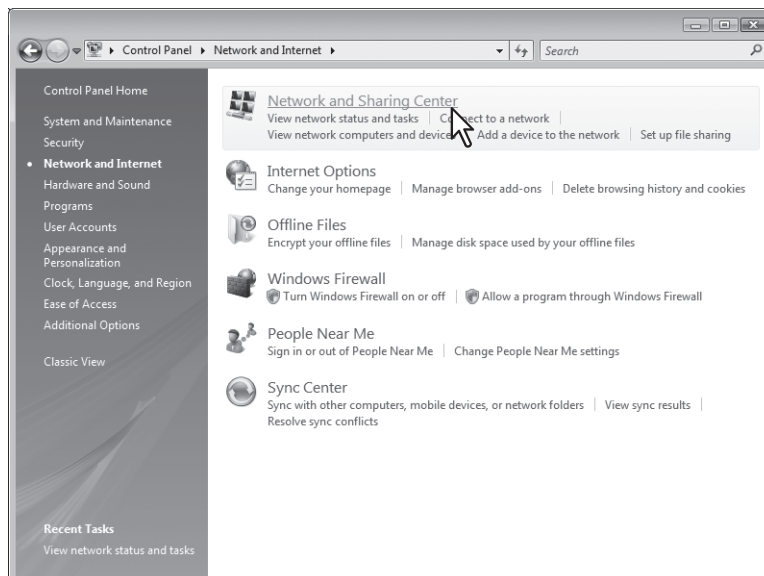 Control Panel Network and Internet Search
Control Panel Home
System and Maintenance
Security
Network and Internet
Hardware and Sound
Programs
User Accounts
Appearance and
Personalization
Clock, Language, and Region
Ease of Access
Additional Options
Classic View
Recent Tasks
View network status and tasks
Network and Sharing Center
View network status and tasks Connect to a network
View network computers and devices Add a device to the network Set up file sharing
Internet Options
Change your homepage Manage browser add-ons Delete browsing history and cookies
Offline Files
Encrypt your offline files Manage disk space used by your offline files
Windows Firewall
Turn Windows Firewall on or off Allow a program through Windows Firewall
People Near Me
Sign in or out of People Near Me Change People Near Me settings
Sync Center
Sync with other computers, mobile devices, or network folders View sync results
Resolve sync conflicts